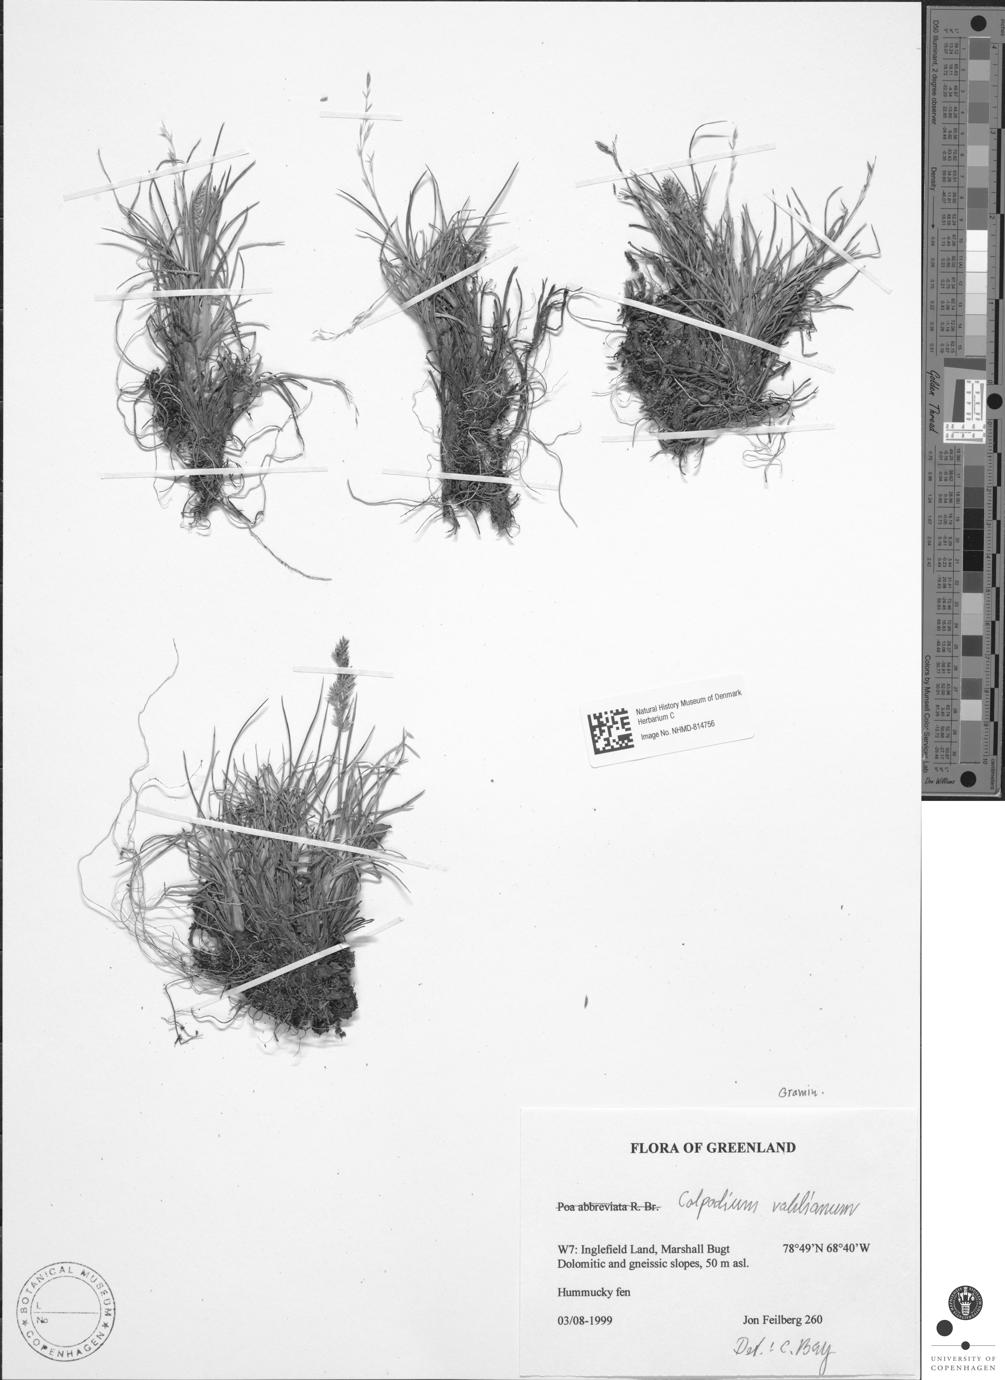 Natural History Museum of Denmark
Herbarium C
Image No. NHMD-814756
Gramin.
FLORA OF GREENLAND
Poa abbreviata R. Br. Colpodium vahlianum
W7: Inglefield Land, Marshall Bugt 78°49'N 68°40'W
Dolomitic and gneissic slopes, 50 m asl.
Hummucky fen
03/08-1999 Jon Feilberg 260
Det.: C. Bay
BOTANICAL MUSEUM
COPENHAGEN
D50 Illuminant, 2 degree observer
Density
Golden Thread
Colors by Munsell Color Services Lab
Don Williams
UNIVERSITY OF
COPENHAGEN